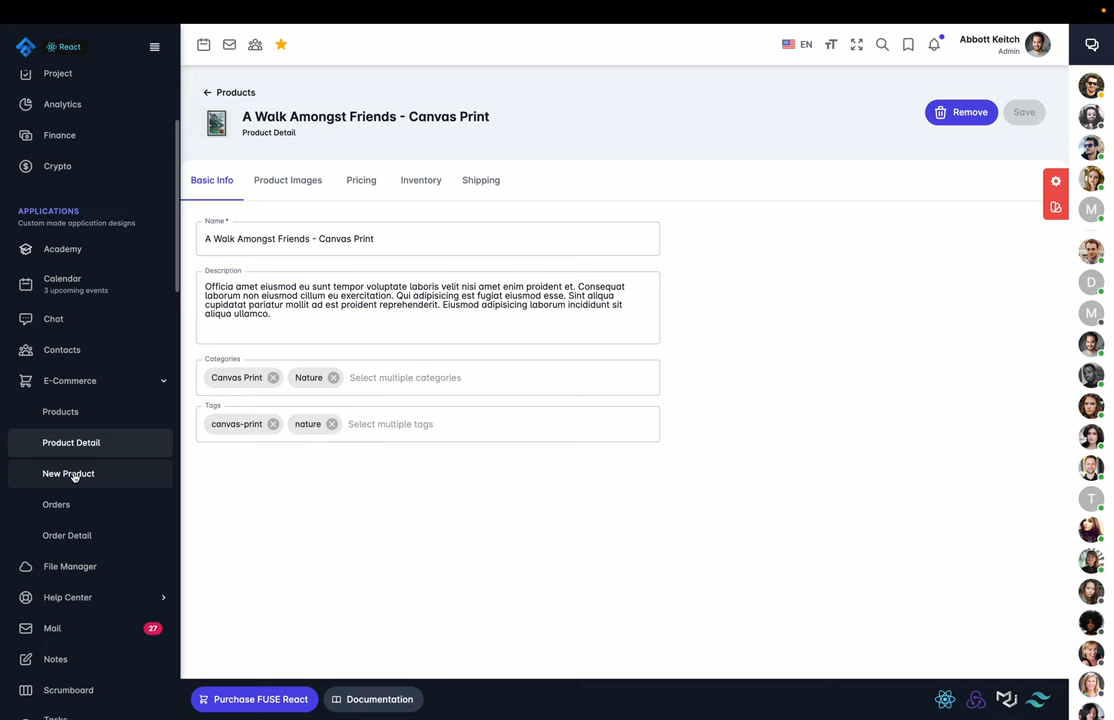 React
Project
Analytics
Finance
Crypto
APPLICATIONS
Custom made application designs
Academy
Calendar
3 upcoming events
Chat
Contacts
E-Commerce
Products
Product Detail
New Product
Orders
Order Detail
File Manager
Help Center
Mail
27
Notes
Scrumboard
Tasks
EN
Abbott Keitch
Admin
Products
A Walk Amongst Friends - Canvas Print
Product Detail
Remove
Save
Basic Info
Product Images
Pricing
Inventory
Shipping
Name *
A Walk Amongst Friends - Canvas Print
Description
Officia amet eiusmod eu sunt tempor voluptate laboris velit nisi amet enim proident et. Consequat
laborum non eiusmod cillum eu exercitation. Qui adipisicing est fugiat eiusmod esse. Sint aliqua
cupidatat pariatur mollit ad est proident reprehenderit. Eiusmod adipisicing laborum incididunt sit
aliqua ullamco.
Categories
Canvas Print
Nature
Select multiple categories
Tags
canvas-print
nature
Select multiple tags
Purchase FUSE React
Documentation
M
D
M
T